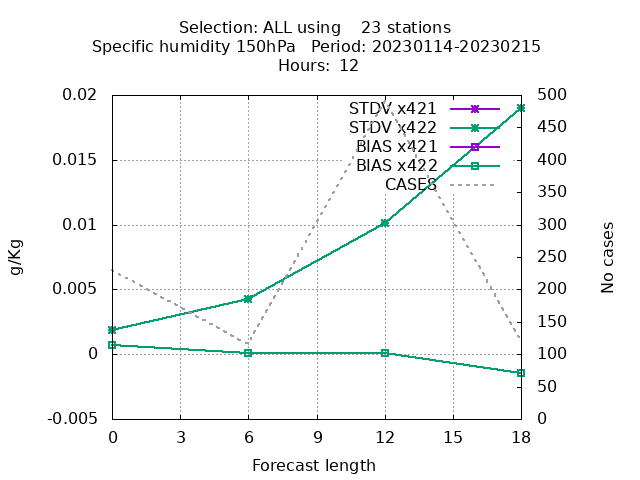 Selection: ALL using    23 stations
Specific humidity 150hPa   Period: 20230114-20230215
Hours:  12
STDV x421
STDV x422
BIAS x421
BIAS x422
CASES
0.02
0.015
0.01
0.005
0
-0.005
500
450
400
350
300
250
200
150
100
50
0
g/Kg
No cases
0 3 6 9 12 15 18
Forecast length